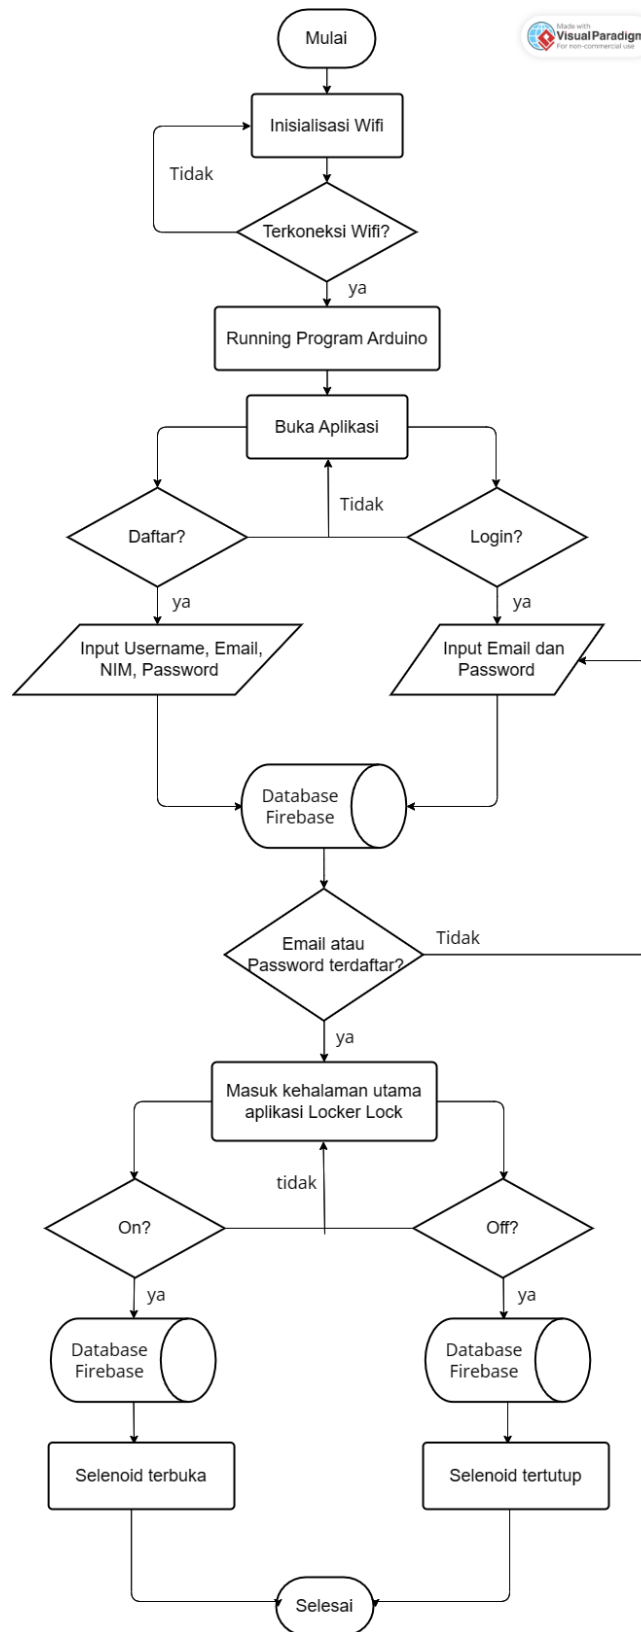 Made with
Visual Paradigm
For non-commercial use
Mulai
Inisialisasi Wifi
Tidak
Terkoneksi Wifi?
ya
Running Program Arduino
Buka Aplikasi
Tidak
Daftar?
Login?
ya
ya
Input Username, Email,
NIM, Password
Input Email dan
Password
Database
Firebase
Email atau
Password terdaftar?
Tidak
ya
Masuk kehalaman utama
aplikasi Locker Lock
tidak
On?
Off?
ya
ya
Database
Firebase
Database
Firebase
Selenoid terbuka
Selenoid tertutup
Selesai